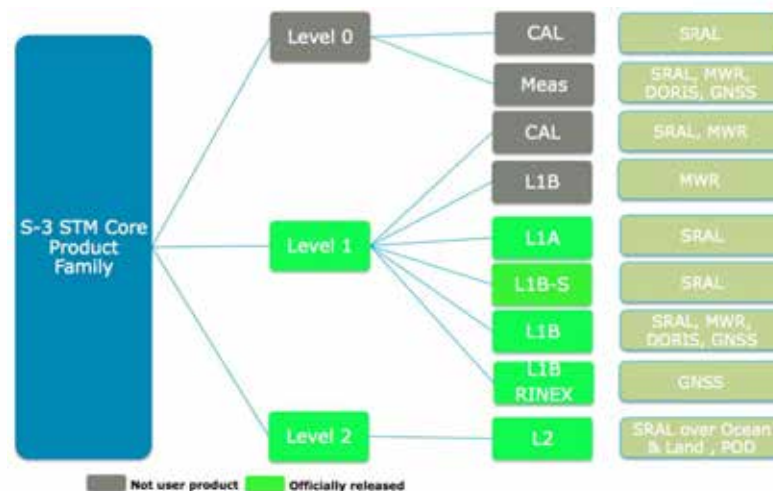 Level 0
CAL
SRAL
Meas
SRAL, MWR,
DORIS, GNSS
CAL
SRAL, MWR
L1B
MWR
S-3 STM Core
Product
Family
Level 1
L1A
SRAL
L1B-S
SRAL
L1B
SRAL, MWR,
DORIS, GNSS
L1B
RINEX
GNSS
Level 2
L2
SRAL over Ocean
& Land , POD
Not user product
Officially released